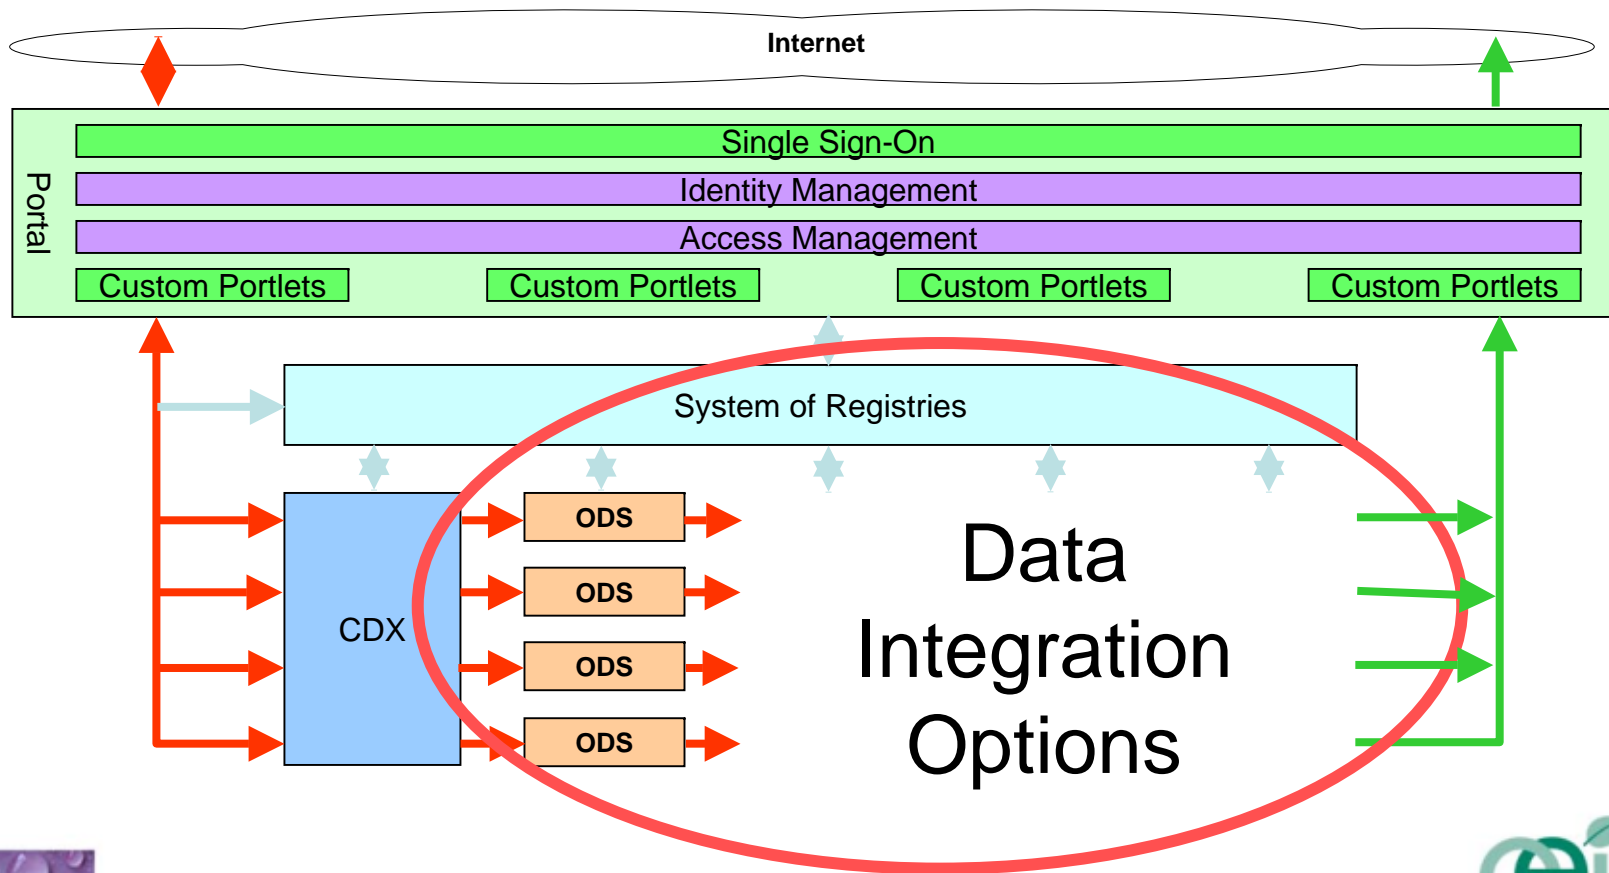 Internet
Portal
Single Sign-On
Identity Management
Access Management
Custom Portlets
Custom Portlets
Custom Portlets
Custom Portlets
System of Registries
CDX
ODS
ODS
ODS
ODS
Data
Integration
Options